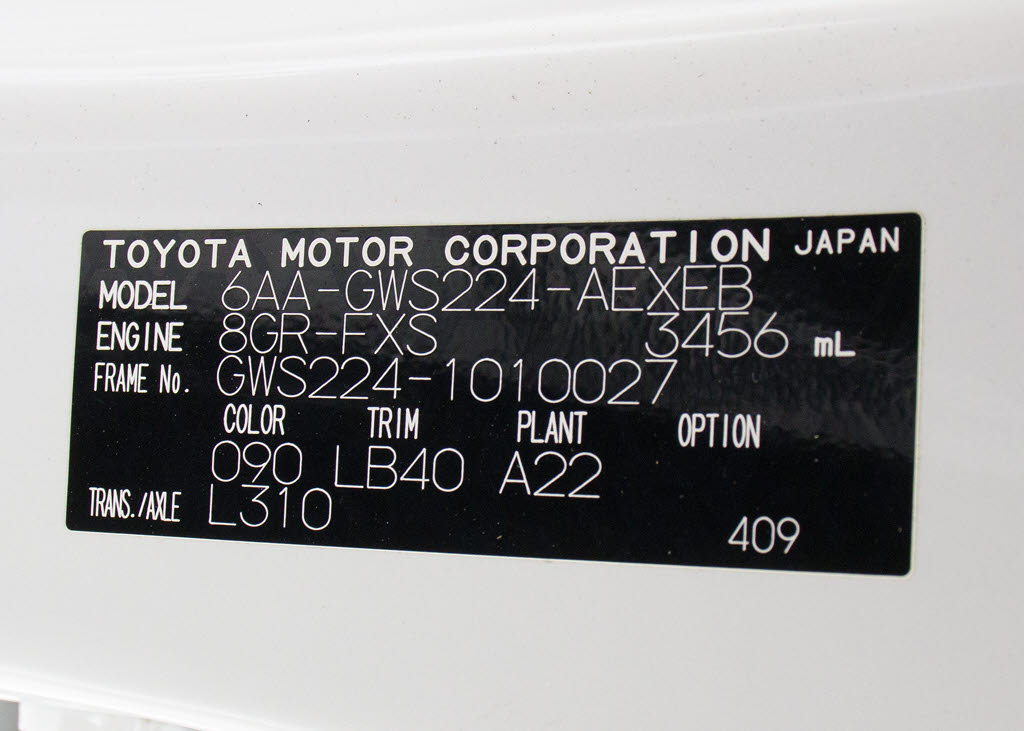 TOYOTA MOTOR CORPORATION JAPAN
MODEL 6AA-GWS224-AEXEB
ENGINE 8GR-FXS 3456 mL
FRAME No. GWS224-1010027
COLOR TRIM PLANT OPTION
090 LB40 A22
TRANS./AXLE L310
409